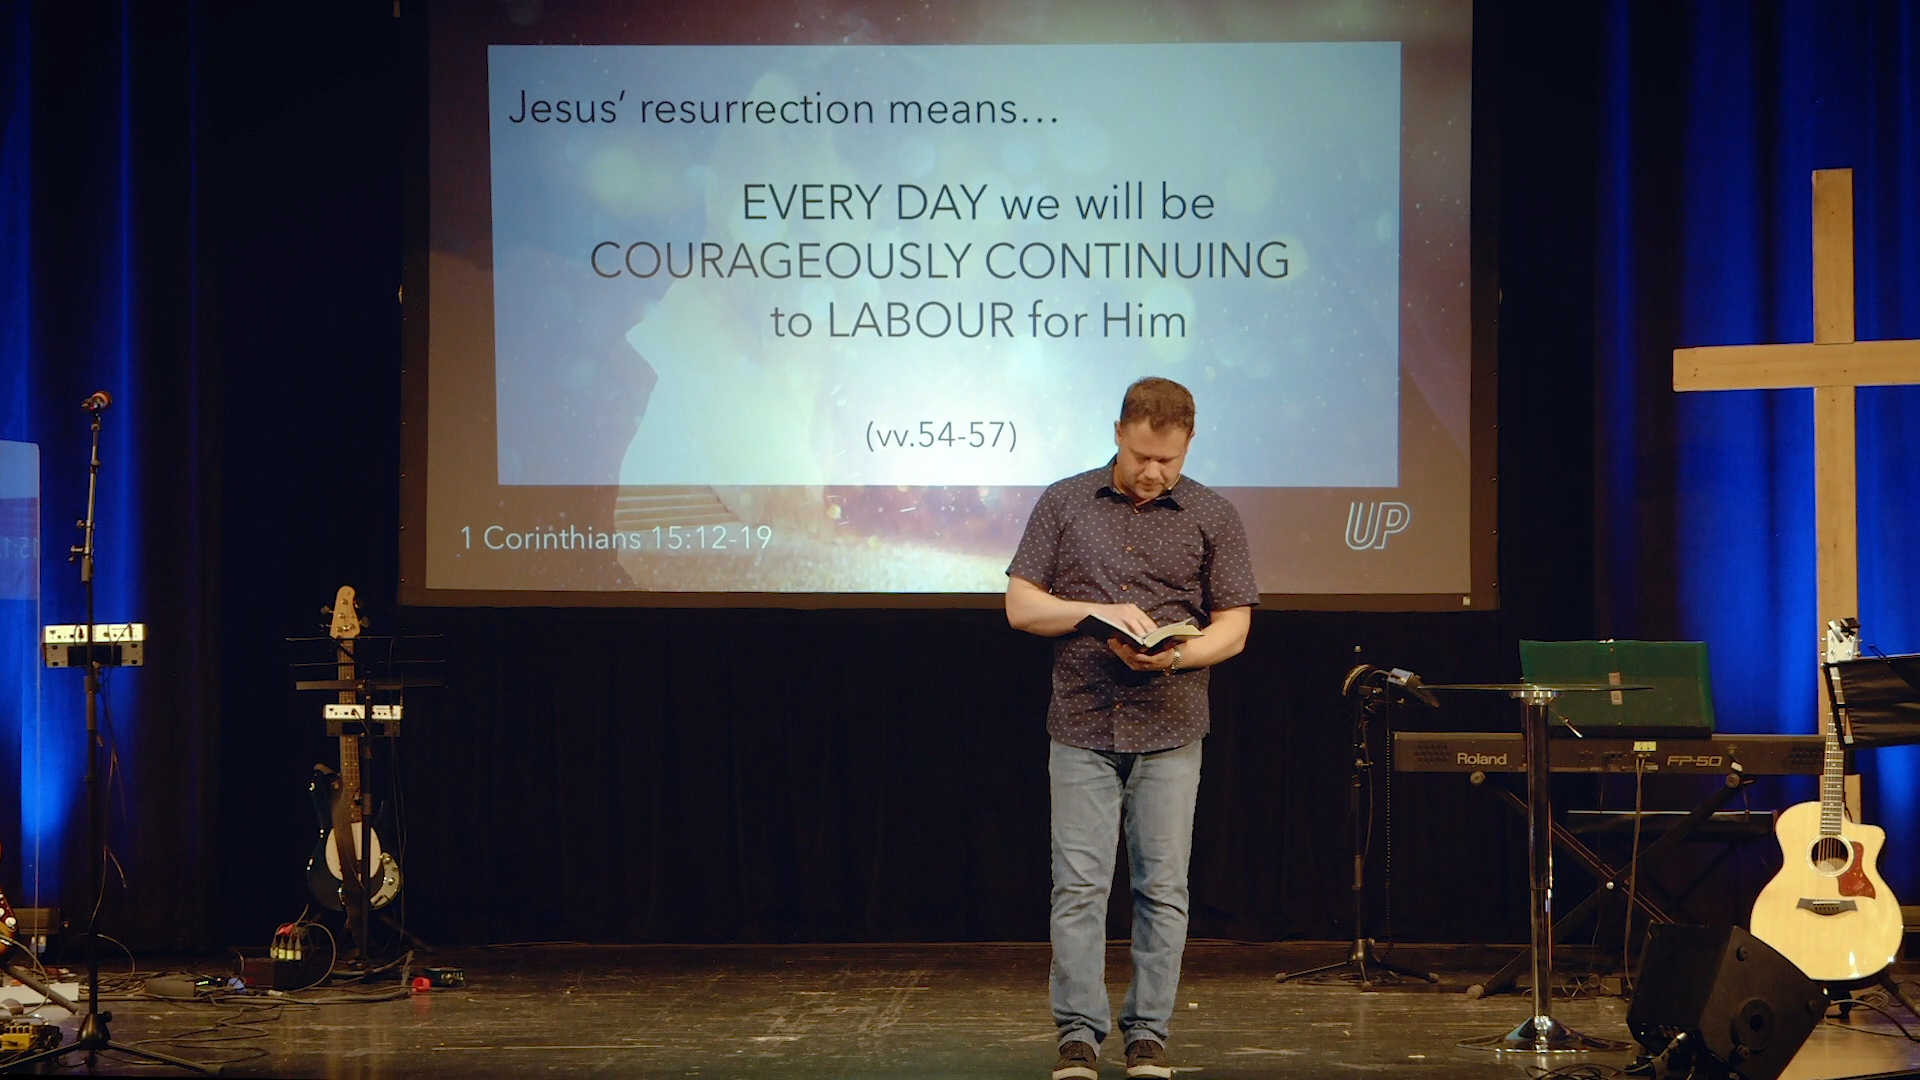 Jesus’ resurrection means…
EVERY DAY we will be
COURAGEOUSLY CONTINUING
to LABOUR for Him
(vv.54-57)
1 Corinthians 15:12-19
UP
Roland
FP-50